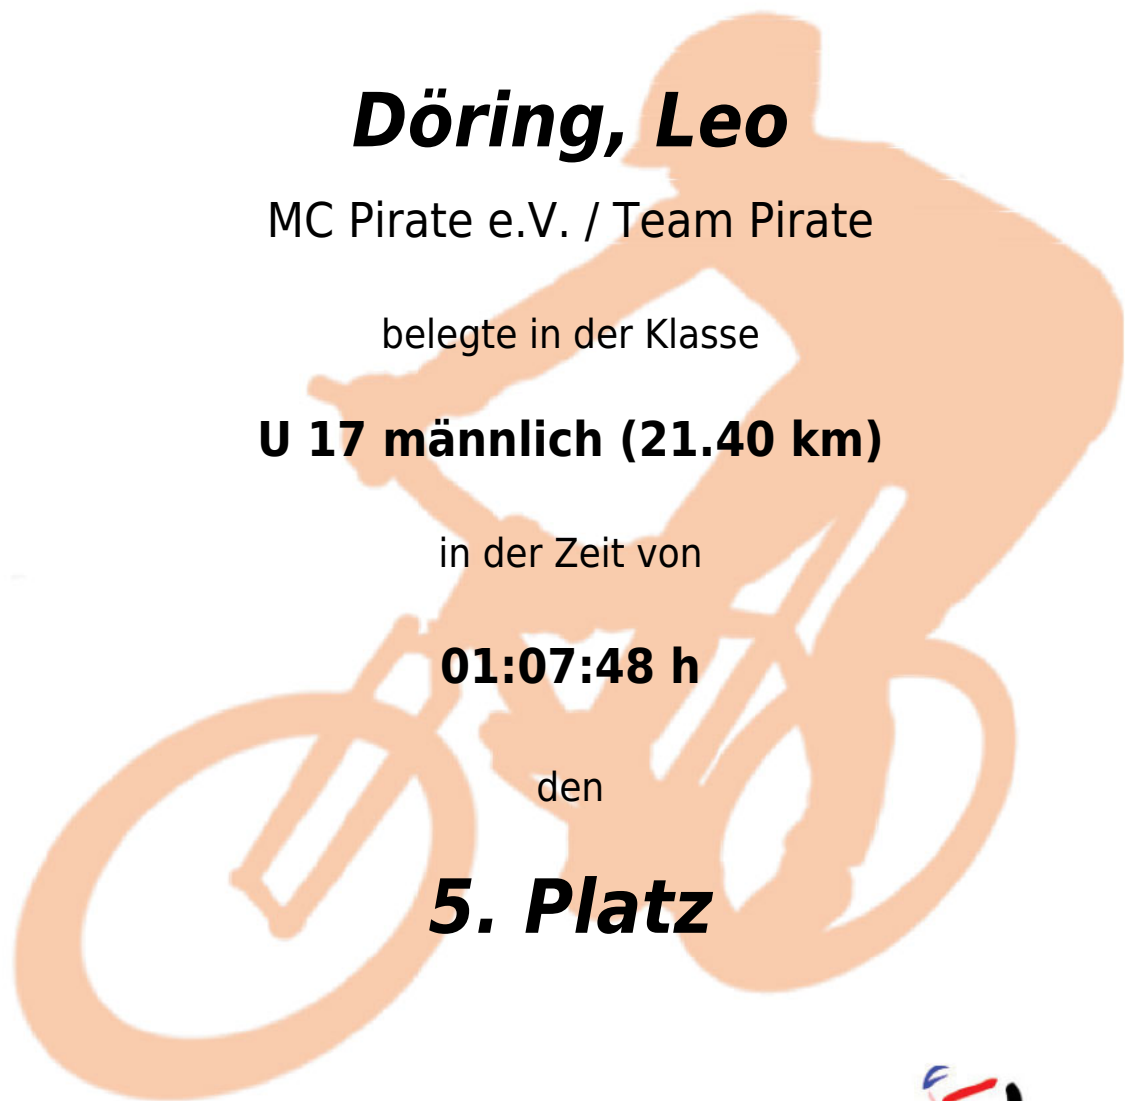 Döring, Leo
MC Pirate e.V. / Team Pirate
belegte in der Klasse
U 17 männlich (21.40 km)
in der Zeit von
01:07:48 h
den
5. Platz